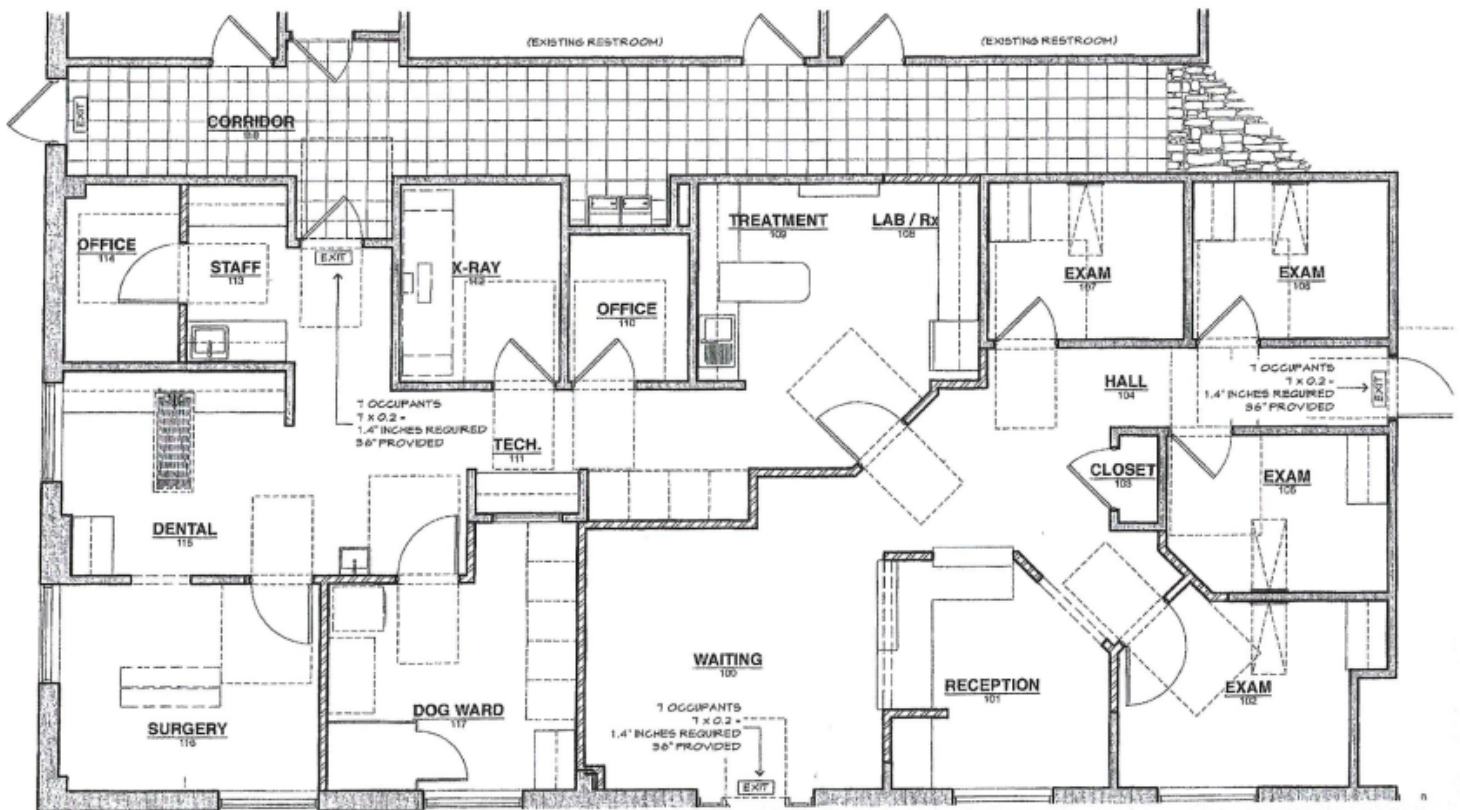 (EXISTING RESTROOM)
(EXISTING RESTROOM)
EXIT
CORRIDOR
OFFICE
114
STAFF
113
EXIT
X-RAY
112
OFFICE
110
TREATMENT
109
LAB / Rx
108
EXAM
107
EXAM
106
7 OCCUPANTS
7 X 0.2 =
1.4" INCHES REQUIRED
36" PROVIDED
TECH.
111
HALL
104
7 OCCUPANTS
7 X 0.2 =
1.4" INCHES REQUIRED
36" PROVIDED
EXIT
CLOSET
103
EXAM
105
DENTAL
115
SURGERY
116
DOG WARD
117
WAITING
100
7 OCCUPANTS
7 X 0.2 =
1.4" INCHES REQUIRED
36" PROVIDED
EXIT
RECEPTION
101
EXAM
102